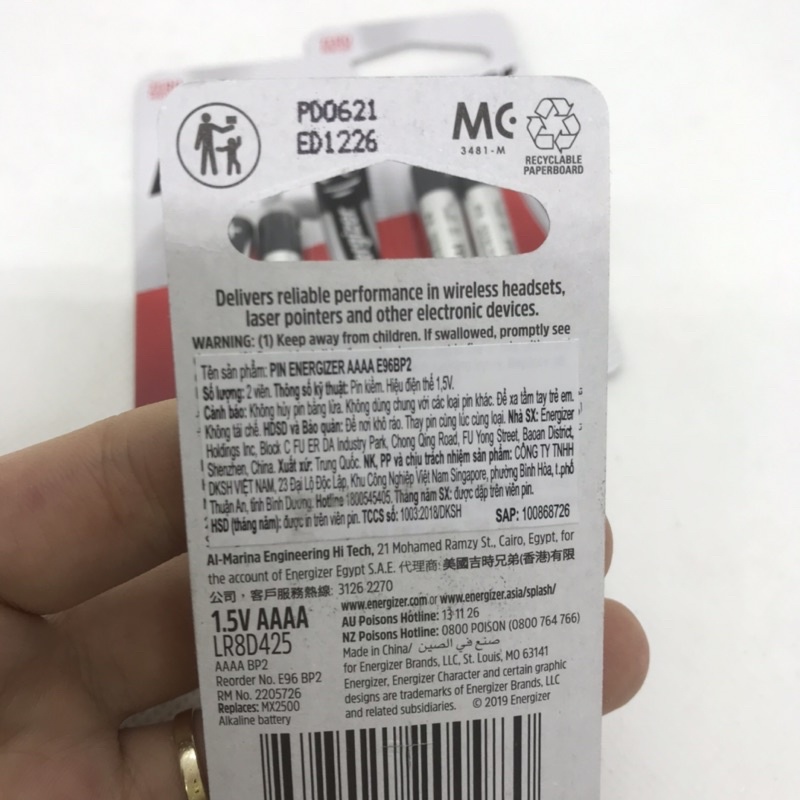 PD0621
ED1226
MC
3481-M
RECYCLABLE
PAPERBOARD
Delivers reliable performance in wireless headsets,
laser pointers and other electronic devices.
WARNING: (1) Keep away from children. If swallowed, promptly see
Tên sản phẩm: PIN ENERGIZER AAAA E96BP2
Số lượng: 2 viên. Thông số kỹ thuật: Pin kiềm. Hiệu điện thế 1,5V.
Cảnh báo: Không hủy pin bằng lửa. Không dùng chung với các loại pin khác. Để xa tầm tay trẻ em.
Không tái chế. HDSD và Bảo quản: Để nơi khô ráo. Thay pin cùng lúc cùng loại. Nhà SX: Energizer
Holdings Inc, Block C FU ER DA Industry Park, Chong Qing Road, FU Yong Street, Baoan District,
Shenzhen, China. Xuất xứ: Trung Quốc. NK, PP và chịu trách nhiệm sản phẩm: CÔNG TY TNHH
DKSH VIỆT NAM, 23 Đại Lộ Độc Lập, Khu Công Nghiệp Việt Nam Singapore, phường Bình Hòa, t.phố
Thuận An, tỉnh Bình Dương. Hotline 1800545405. Tháng năm SX: được dập trên viên pin.
HSD (tháng năm): được in trên viên pin. TCCS số: 1003:2018/DKSH SAP: 100868726
Al-Marina Engineering Hi Tech, 21 Mohamed Ramzy St., Cairo, Egypt, for
the account of Energizer Egypt S.A.E. 代理商: 美國吉時兄弟(香港)有限
公司，客戶服務熱線: 3126 2270
www.energizer.com or www.energizer.asia/splash/
1.5V AAAA
AU Poisons Hotline: 13 11 26
LR8D425
NZ Poisons Hotline: 0800 POISON (0800 764 766)
AAAA BP2
Made in China/ صنع في الصين
Reorder No. E96 BP2
for Energizer Brands, LLC, St. Louis, MO 63141
RM No. 2205726
Energizer, Energizer Character and certain graphic
Replaces: MX2500
designs are trademarks of Energizer Brands, LLC
Alkaline battery
and related subsidiaries. © 2019 Energizer